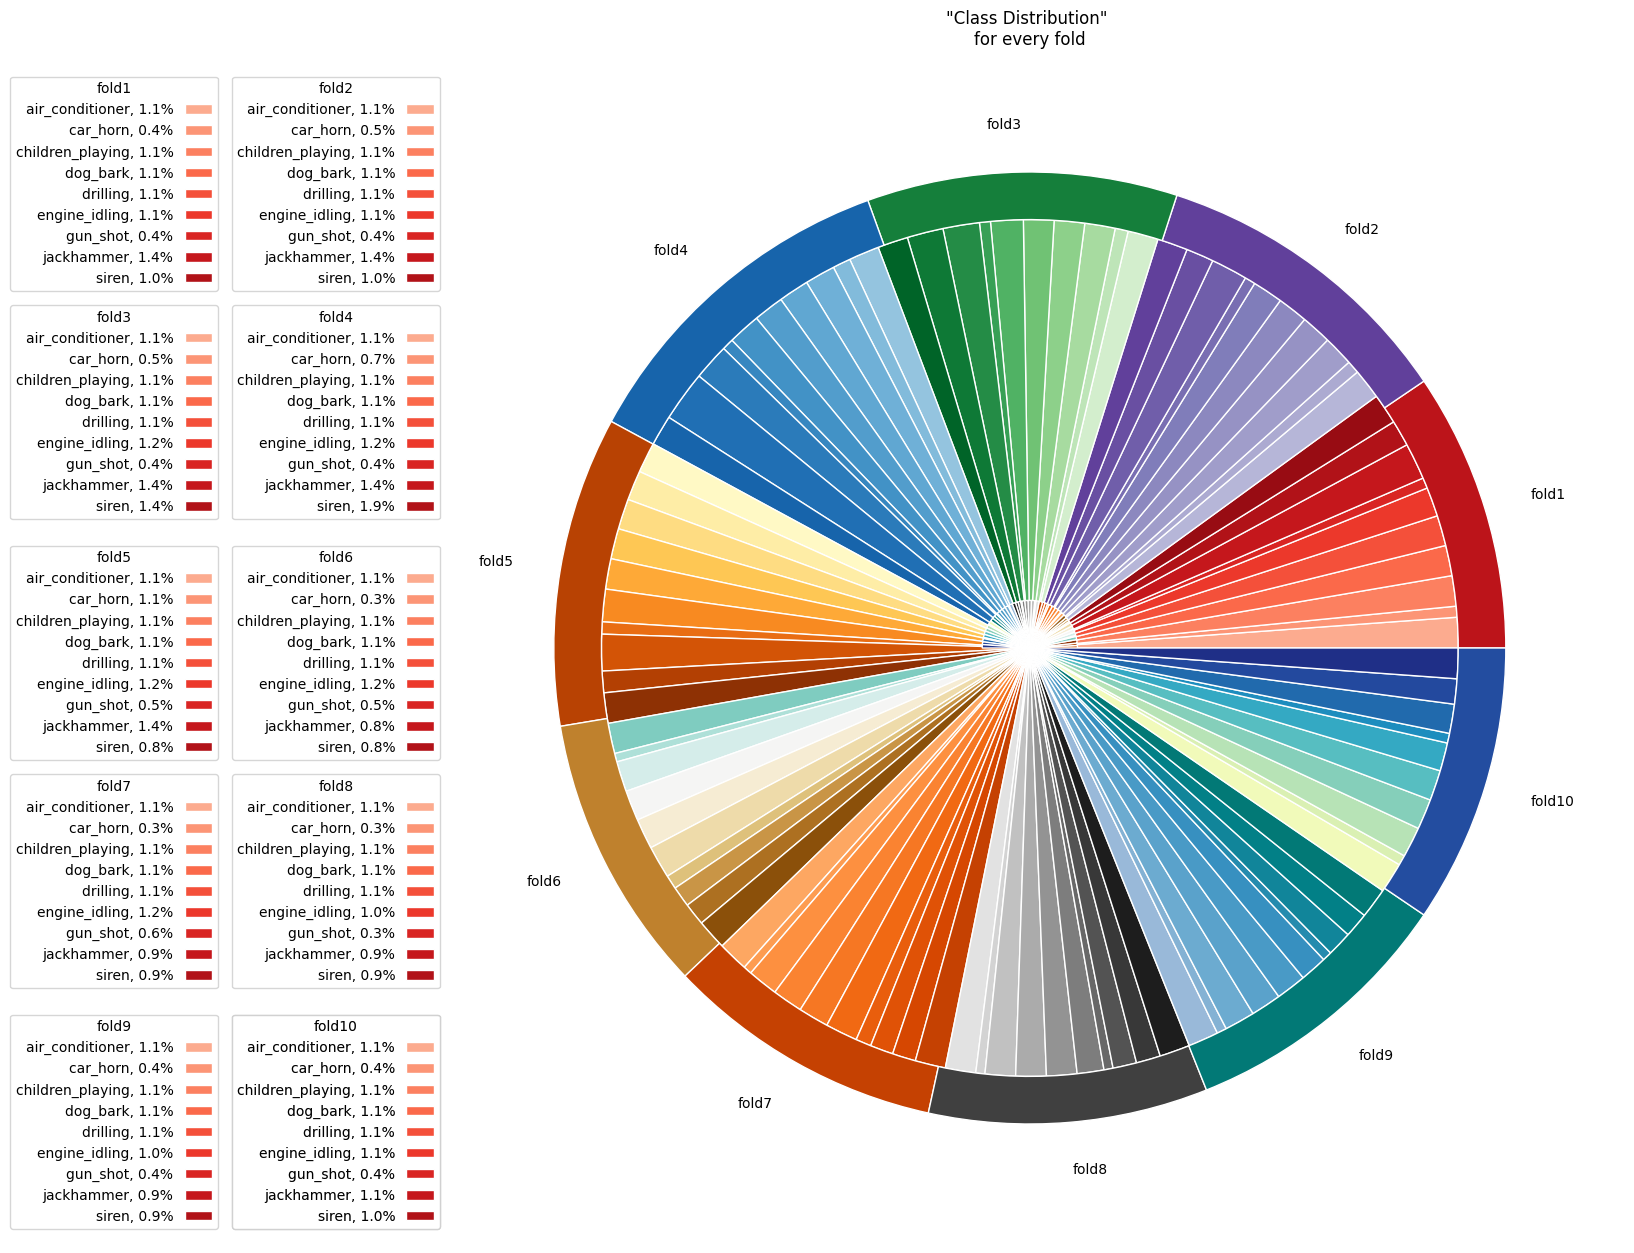 "Class Distribution"
for every fold
fold1
air_conditioner, 1.1%
car_horn, 0.4%
children_playing, 1.1%
dog_bark, 1.1%
drilling, 1.1%
engine_idling, 1.1%
gun_shot, 0.4%
jackhammer, 1.4%
siren, 1.0%
fold2
air_conditioner, 1.1%
car_horn, 0.5%
children_playing, 1.1%
dog_bark, 1.1%
drilling, 1.1%
engine_idling, 1.1%
gun_shot, 0.4%
jackhammer, 1.4%
siren, 1.0%
fold3
air_conditioner, 1.1%
car_horn, 0.5%
children_playing, 1.1%
dog_bark, 1.1%
drilling, 1.1%
engine_idling, 1.2%
gun_shot, 0.4%
jackhammer, 1.4%
siren, 1.4%
fold4
air_conditioner, 1.1%
car_horn, 0.7%
children_playing, 1.1%
dog_bark, 1.1%
drilling, 1.1%
engine_idling, 1.2%
gun_shot, 0.4%
jackhammer, 1.4%
siren, 1.9%
fold5
air_conditioner, 1.1%
car_horn, 1.1%
children_playing, 1.1%
dog_bark, 1.1%
drilling, 1.1%
engine_idling, 1.2%
gun_shot, 0.5%
jackhammer, 1.4%
siren, 0.8%
fold6
air_conditioner, 1.1%
car_horn, 0.3%
children_playing, 1.1%
dog_bark, 1.1%
drilling, 1.1%
engine_idling, 1.2%
gun_shot, 0.5%
jackhammer, 0.8%
siren, 0.8%
fold7
air_conditioner, 1.1%
car_horn, 0.3%
children_playing, 1.1%
dog_bark, 1.1%
drilling, 1.1%
engine_idling, 1.2%
gun_shot, 0.6%
jackhammer, 0.9%
siren, 0.9%
fold8
air_conditioner, 1.1%
car_horn, 0.3%
children_playing, 1.1%
dog_bark, 1.1%
drilling, 1.1%
engine_idling, 1.0%
gun_shot, 0.3%
jackhammer, 0.9%
siren, 0.9%
fold9
air_conditioner, 1.1%
car_horn, 0.4%
children_playing, 1.1%
dog_bark, 1.1%
drilling, 1.1%
engine_idling, 1.0%
gun_shot, 0.4%
jackhammer, 0.9%
siren, 0.9%
fold10
air_conditioner, 1.1%
car_horn, 0.4%
children_playing, 1.1%
dog_bark, 1.1%
drilling, 1.1%
engine_idling, 1.1%
gun_shot, 0.4%
jackhammer, 1.1%
siren, 1.0%
fold3
fold2
fold4
fold1
fold5
fold10
fold6
fold9
fold7
fold8